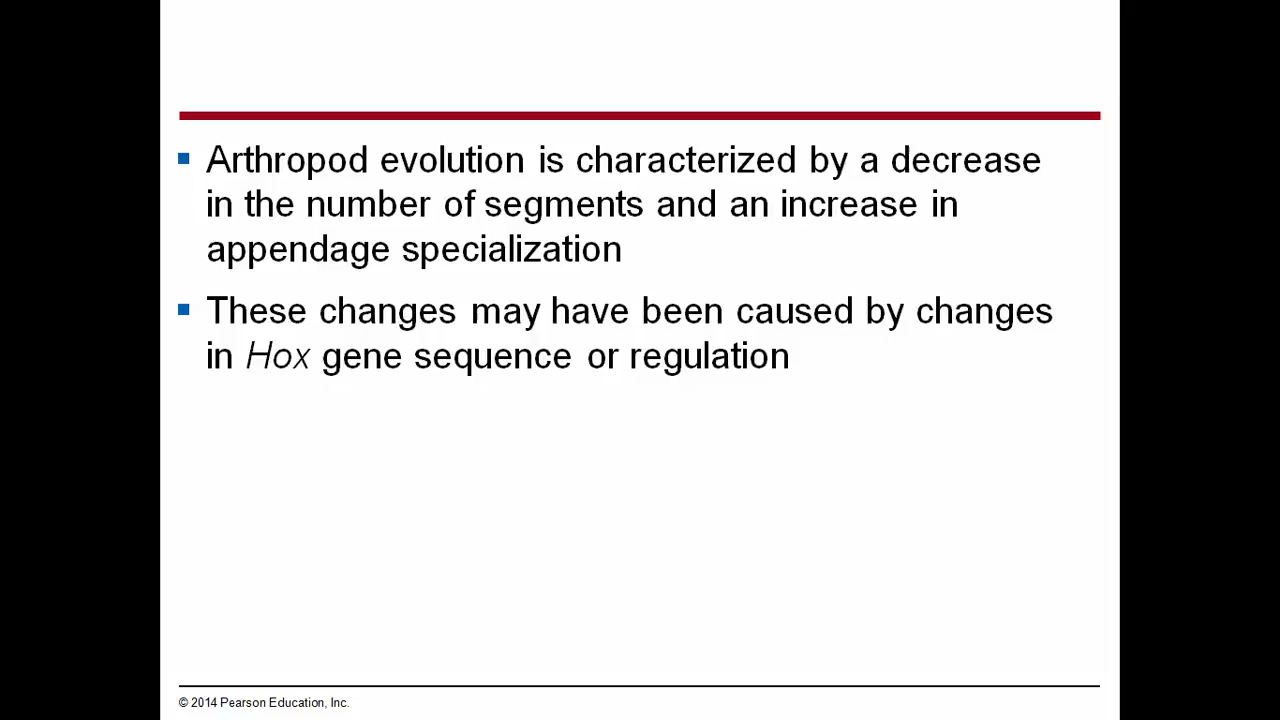 Arthropod evolution is characterized by a decrease
in the number of segments and an increase in
appendage specialization
These changes may have been caused by changes
in Hox gene sequence or regulation
© 2014 Pearson Education, Inc.